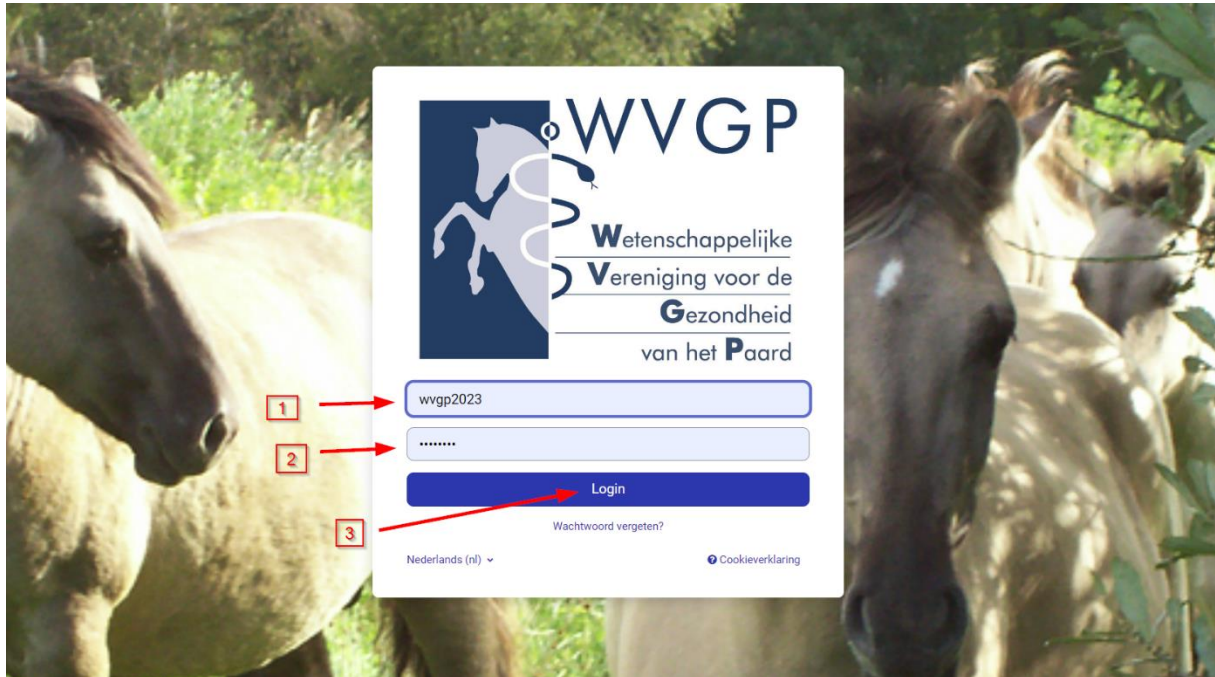 WVGP
Wetenschappelijke
Vereniging voor de
Gezondheid
van het Paard
1
wvgp2023
2
••••••••
Login
3
Wachtwoord vergeten?
Nederlands (nl)
Cookieverklaring